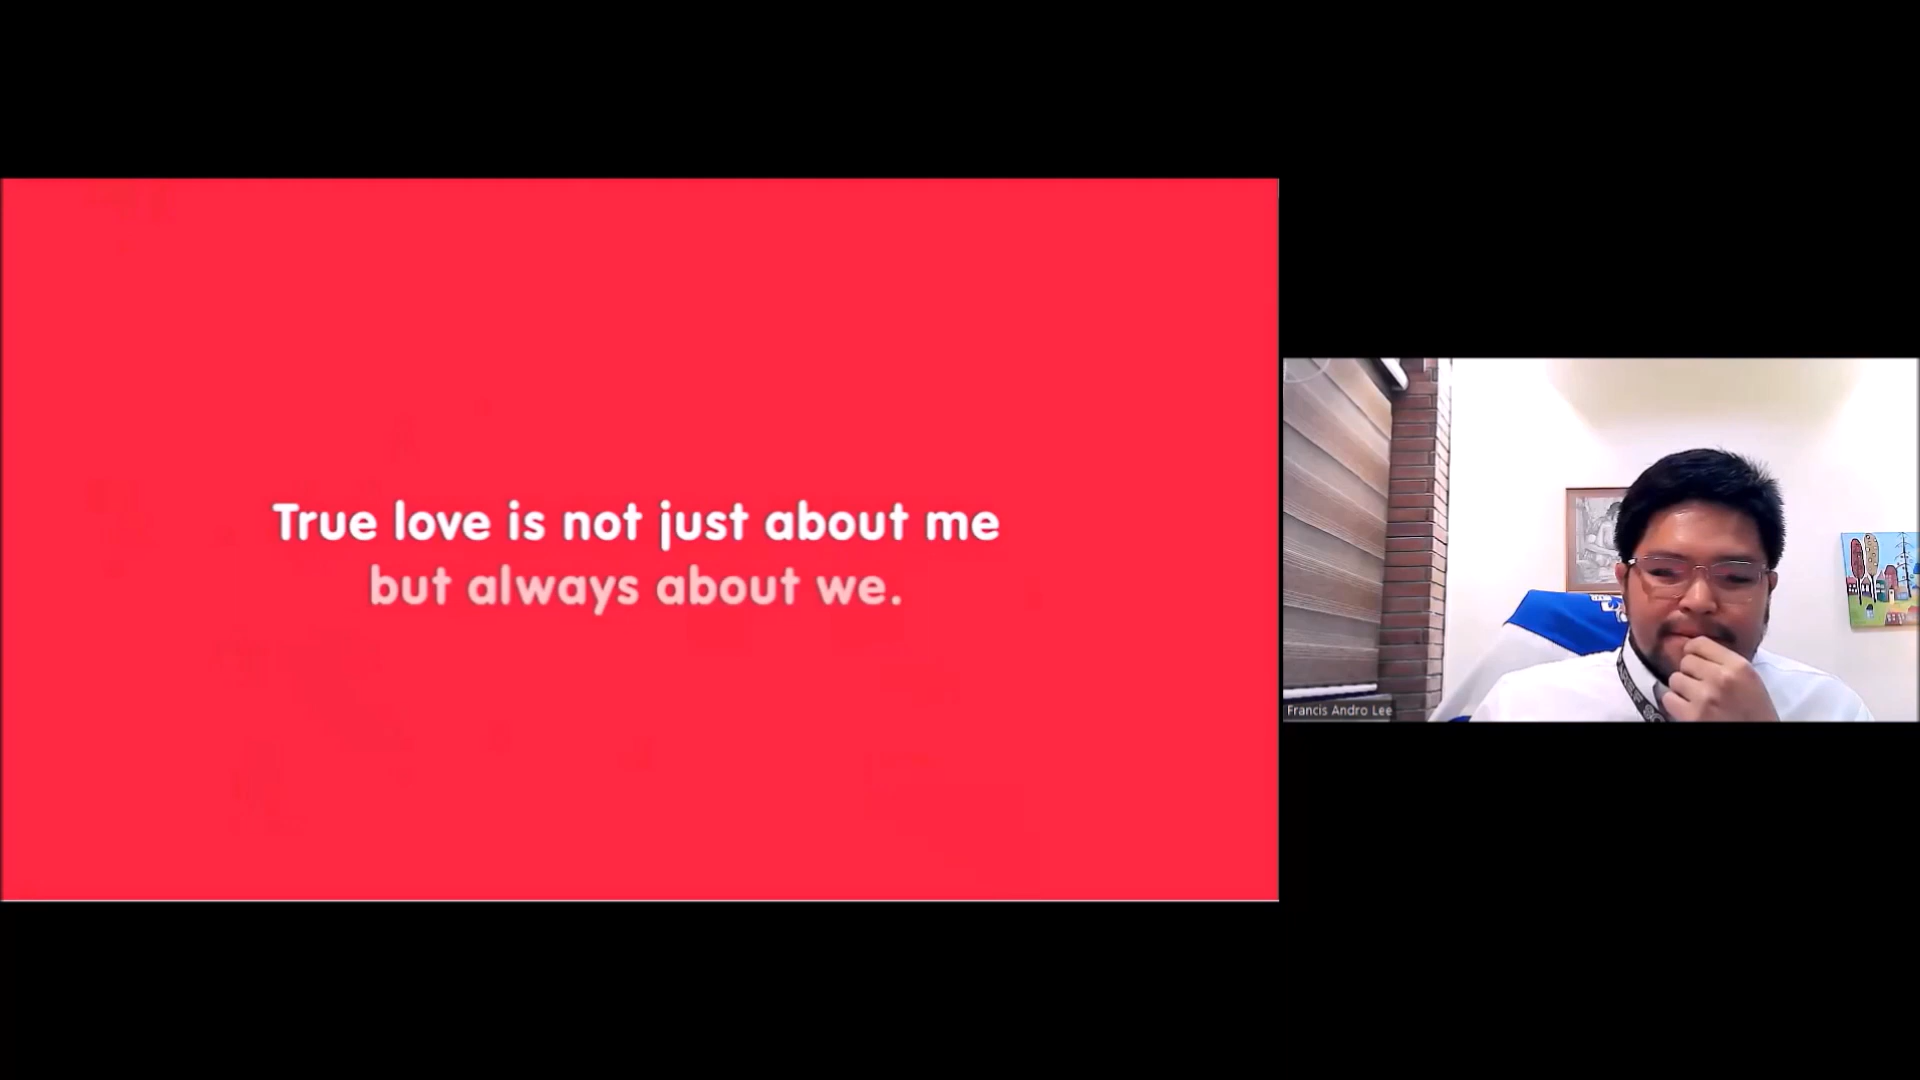 True love is not just about me
but always about we.
Francis Andro Lee